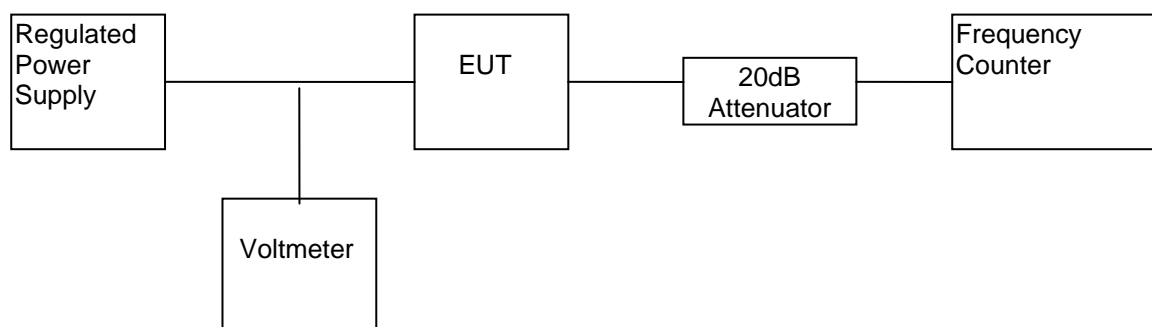 Regulated
Power
Supply
EUT
20dB
Attenuator
Frequency
Counter
Voltmeter